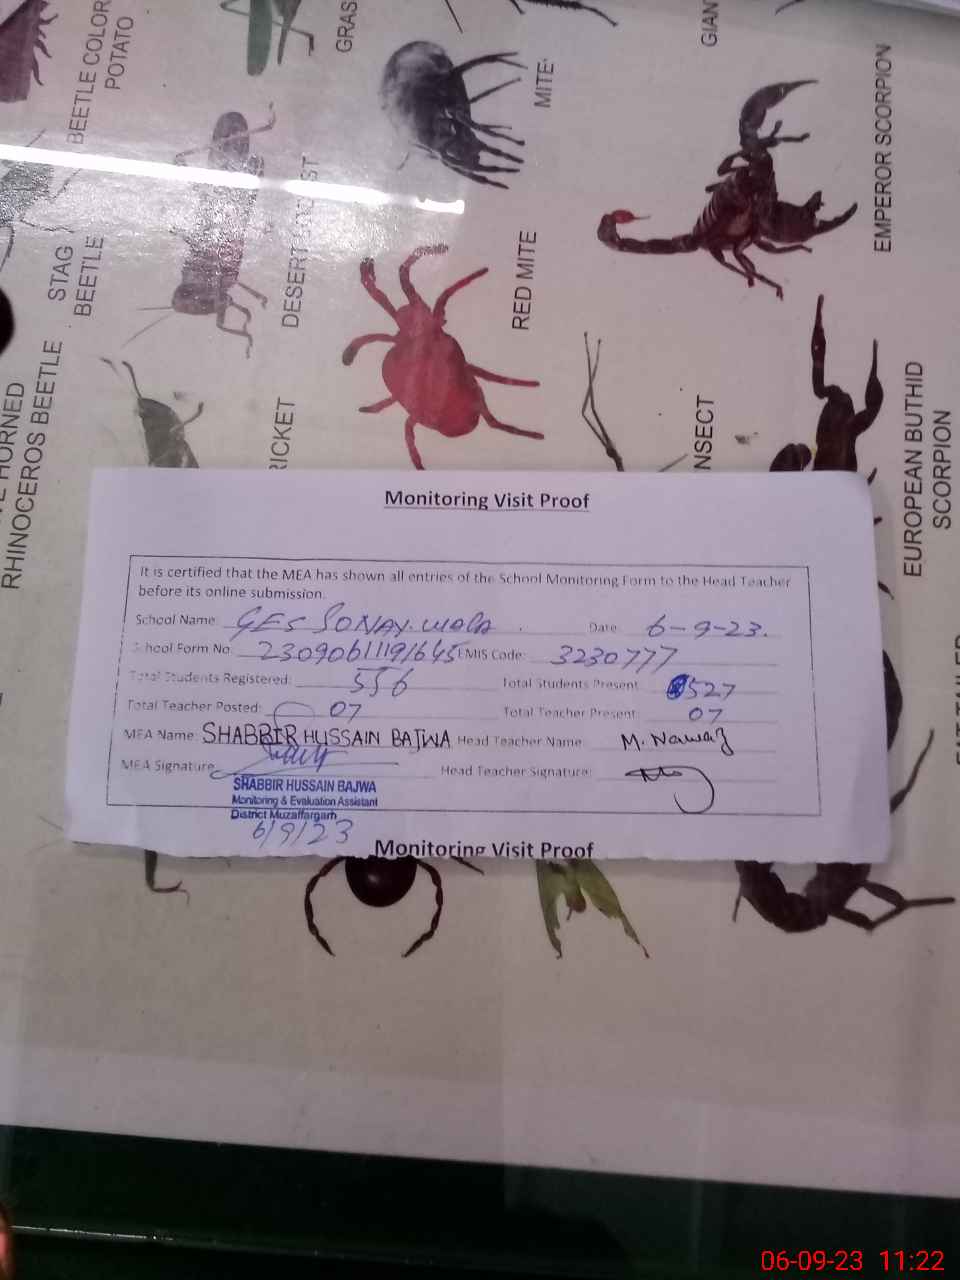 BEETLE COLOR
POTATO
GRAS
MITE
GIAN
EMPEROR SCORPION
STAG
BEETLE
DESERT
RED MITE
HORNED
RHINOCEROS BEETLE
RICKET
NSECT
EUROPEAN BUTHID
SCORPION
Monitoring Visit Proof
It is certified that the MEA has shown all entries of the School Monitoring Form to the Head Teacher
before its online submission.
School Name: GES SONAY.WALA Date: 6-9-23.
School Form No: 2309061119/645 EMIS Code: 3230777
Total Students Registered: 556 Total Students Present: 527
Total Teacher Posted: 07 Total Teacher Present: 07
MEA Name: SHABBIR HUSSAIN BAJWA Head Teacher Name: M. Nawaz
MEA Signature: Head Teacher Signature:
SHABBIR HUSSAIN BAJWA
Monitoring & Evaluation Assistant
District Muzaffargarh
6/9/23
Monitoring Visit Proof
06-09-23 11:22